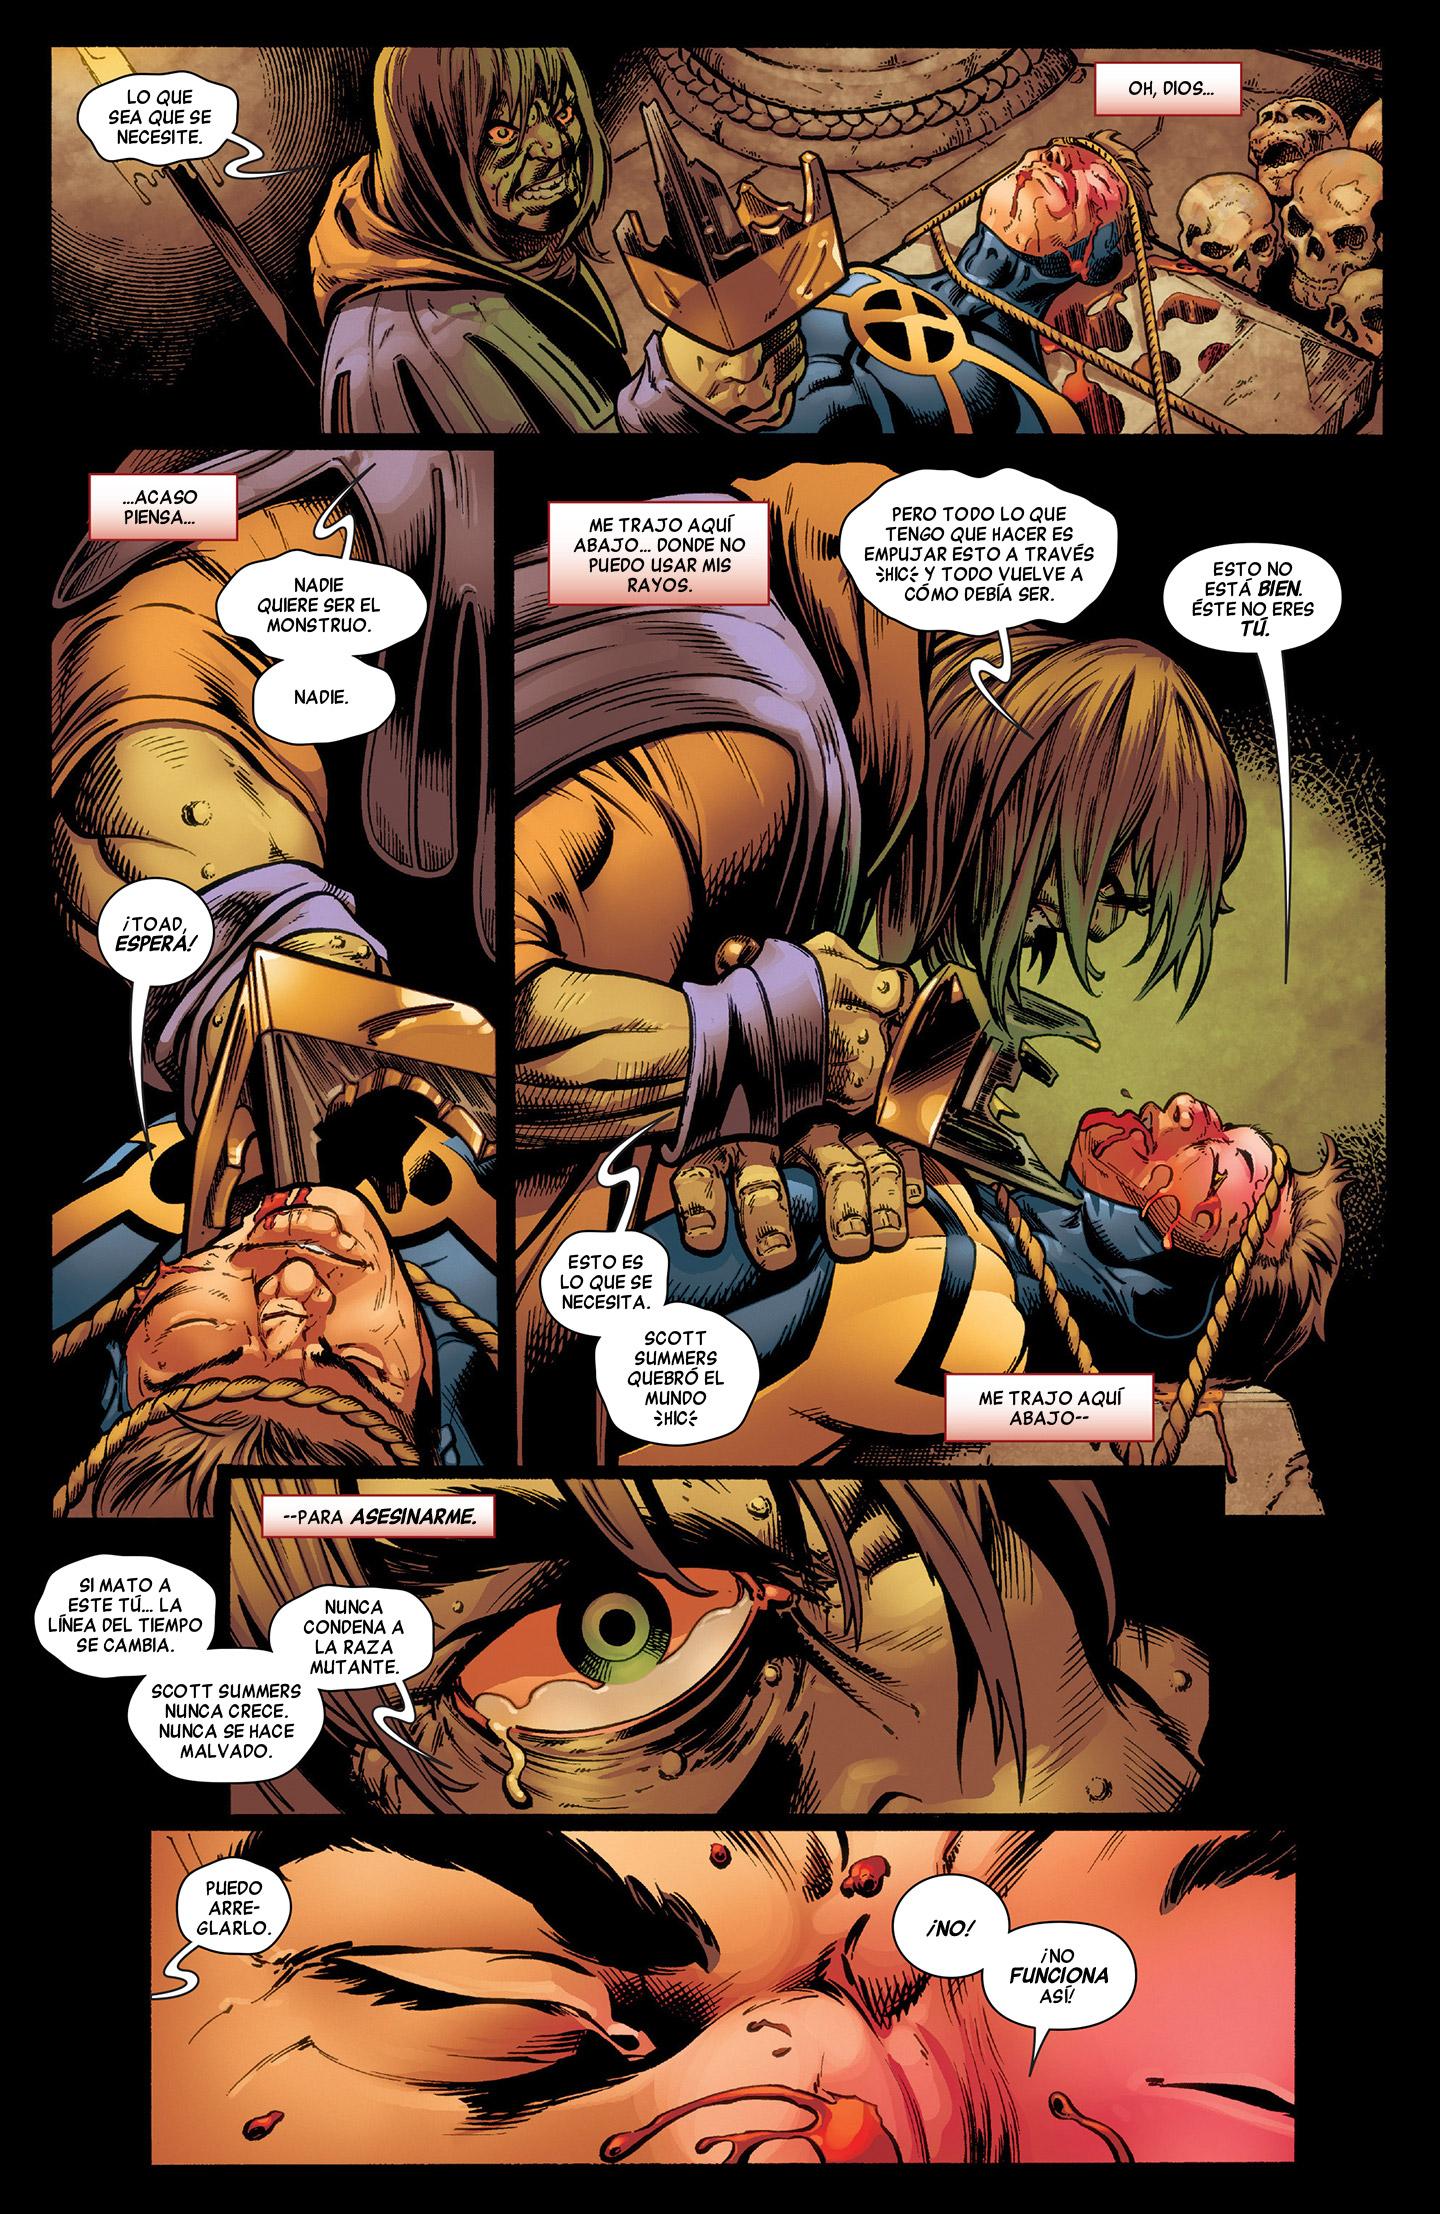 LO QUE
SEA QUE SE
NECESITE.
OH, DIOS...
...ACASO
PIENSA...
NADIE
QUIERE SER EL
MONSTRUO.
NADIE.
¡TOAD,
ESPERA!
ME TRAJO AQUÍ
ABAJO... DONDE NO
PUEDO USAR MIS
RAYOS.
PERO TODO LO QUE
TENGO QUE HACER ES
EMPUJAR ESTO A TRAVÉS
HIC Y TODO VUELVE A
CÓMO DEBÍA SER.
ESTO NO
ESTÁ BIEN.
ÉSTE NO ERES
TÚ.
ESTO ES
LO QUE SE
NECESITA.
SCOTT
SUMMERS
QUEBRÓ EL
MUNDO
HIC
ME TRAJO AQUÍ
ABAJO--
--PARA ASESINARME.
SI MATO A
ESTE TÚ... LA
LÍNEA DEL TIEMPO
SE CAMBIA.
SCOTT SUMMERS
NUNCA CRECE.
NUNCA SE HACE
MALVADO.
NUNCA
CONDENA A
LA RAZA
MUTANTE.
PUEDO
ARRE-
GLARLO.
¡NO!
¡NO
FUNCIONA
ASÍ!